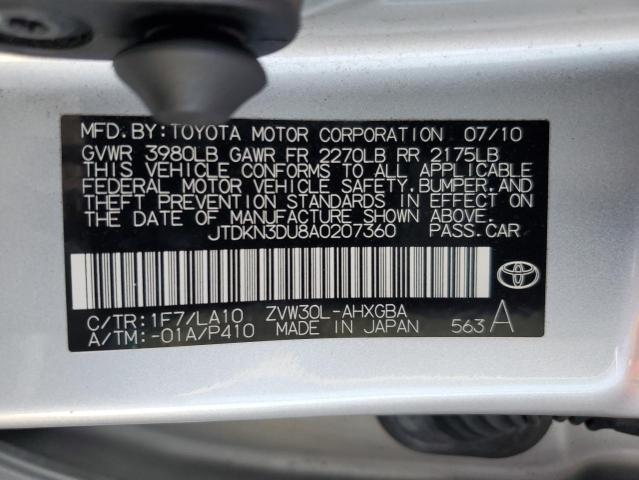 MFD.BY:TOYOTA MOTOR CORPORATION 07/10
GVWR 3980LB GAWR FR 2270LB RR 2175LB
THIS VEHICLE CONFORMS TO ALL APPLICABLE
FEDERAL MOTOR VEHICLE SAFETY,BUMPER,AND
THEFT PREVENTION STANDARDS IN EFFECT ON
THE DATE OF MANUFACTURE SHOWN ABOVE.
JTDKN3DU8A0207360 PASS.CAR
C/TR:1F7/LA10 ZVW30L-AHXGBA
A/TM:-01A/P410 MADE IN JAPAN 563 A